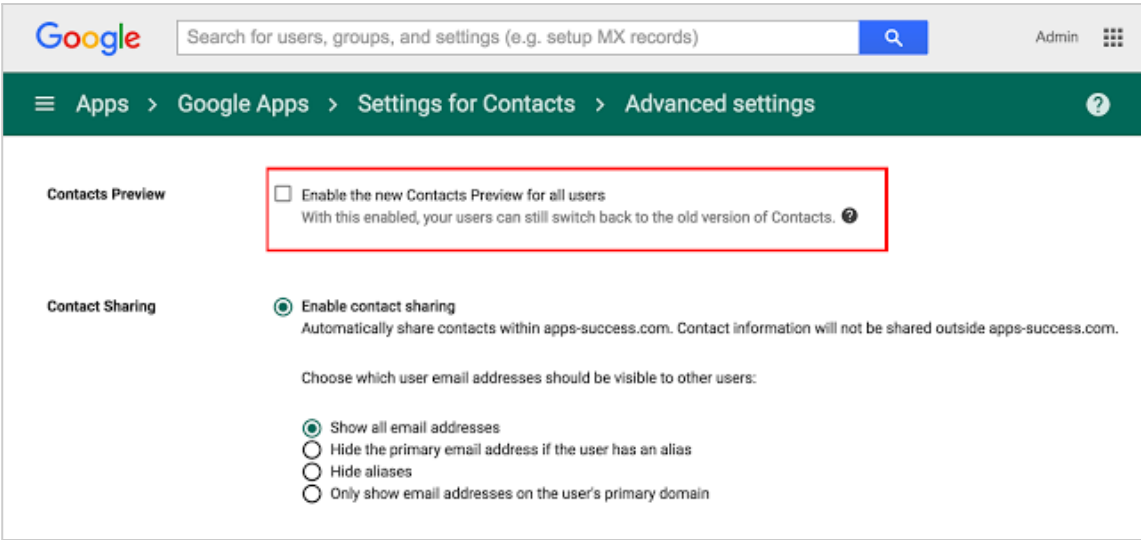 Google
Search for users, groups, and settings (e.g. setup MX records)
Admin
Apps > Google Apps > Settings for Contacts > Advanced settings
?
Contacts Preview
Enable the new Contacts Preview for all users
With this enabled, your users can still switch back to the old version of Contacts. ?
Contact Sharing
Enable contact sharing
Automatically share contacts within apps-success.com. Contact information will not be shared outside apps-success.com.
Choose which user email addresses should be visible to other users:
Show all email addresses
Hide the primary email address if the user has an alias
Hide aliases
Only show email addresses on the user's primary domain